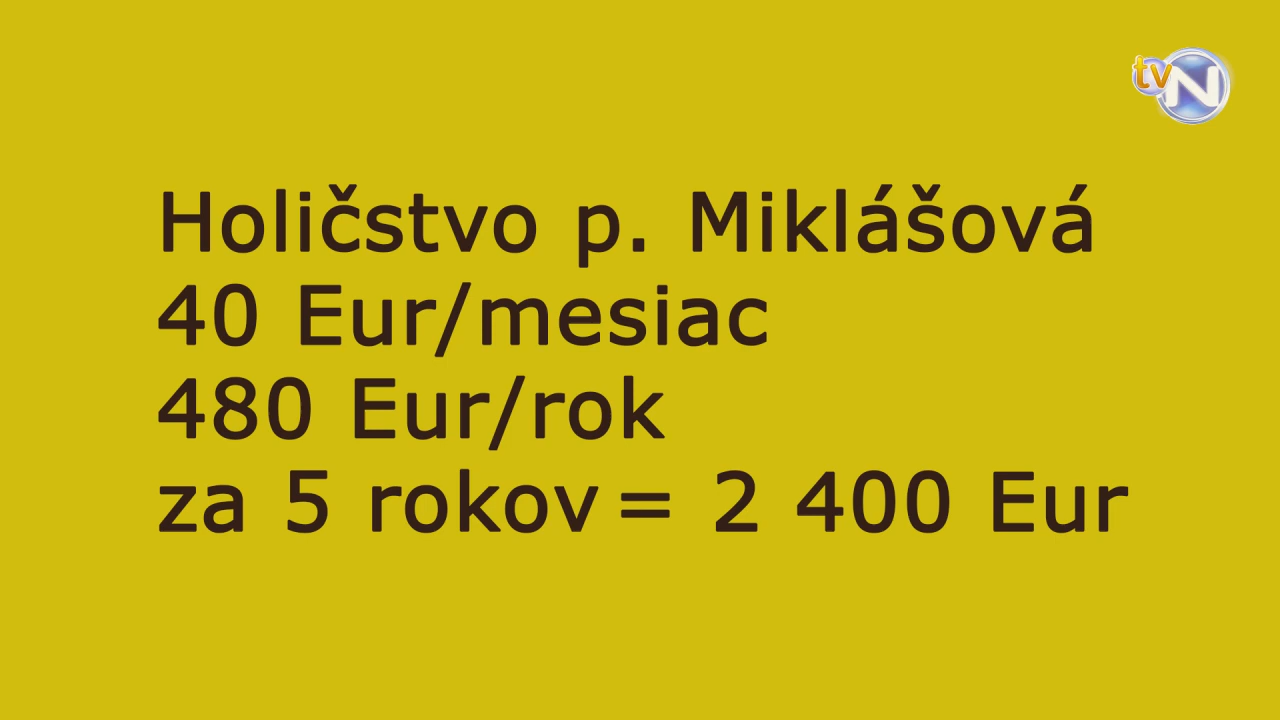 tvN
Holičstvo p. Miklášová
40 Eur/mesiac
480 Eur/rok
za 5 rokov = 2 400 Eur